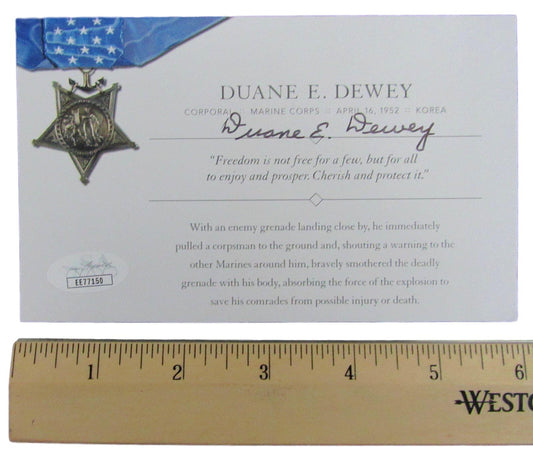 DUANE E. DEWEY
CORPORAL :: MARINE CORPS :: APRIL 16, 1952 :: KOREA
Duane E. Dewey
"Freedom is not free for a few, but for all
to enjoy and prosper. Cherish and protect it."
With an enemy grenade landing close by, he immediately
pulled a corpsman to the ground and, shouting a warning to the
other Marines around him, bravely smothered the deadly
grenade with his body, absorbing the force of the explosion to
save his comrades from possible injury or death.
EE77150
1 2 3 4 5 6
WESTC